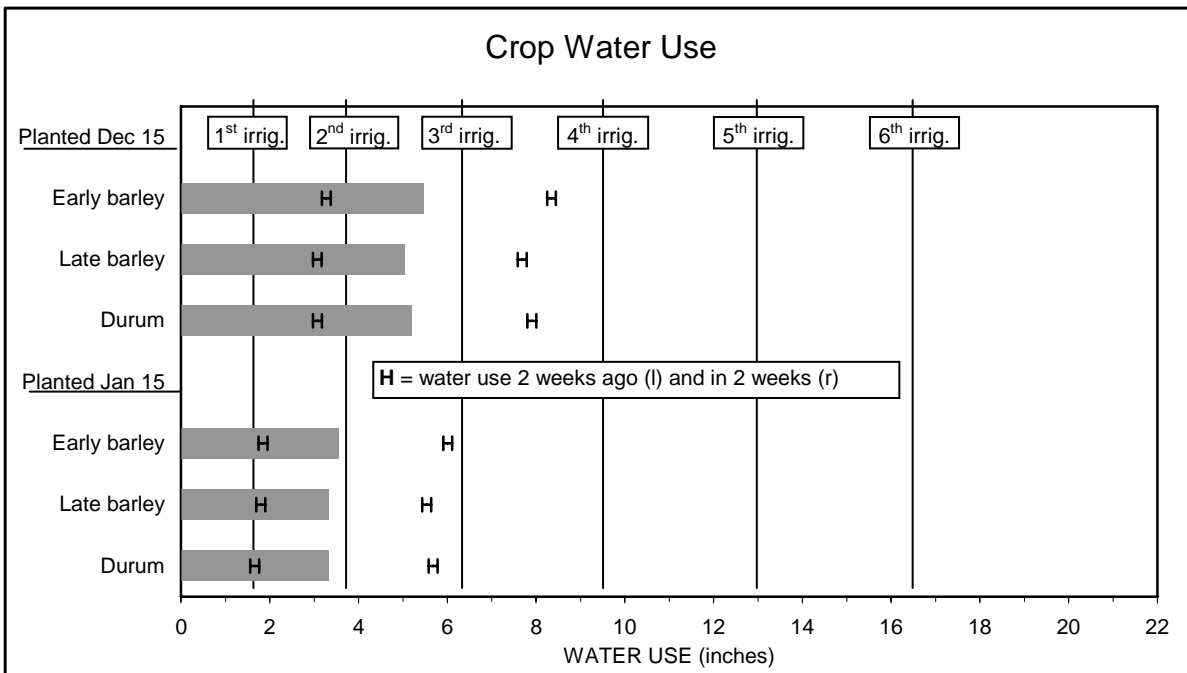 Crop Water Use
Planted Dec 15
1st irrig. 2nd irrig. 3rd irrig. 4th irrig. 5th irrig. 6th irrig.
Early barley H H
Late barley H H
Durum H H
Planted Jan 15
H = water use 2 weeks ago (l) and in 2 weeks (r)
Early barley H H
Late barley H H
Durum H H
0 2 4 6 8 10 12 14 16 18 20 22
WATER USE (inches)